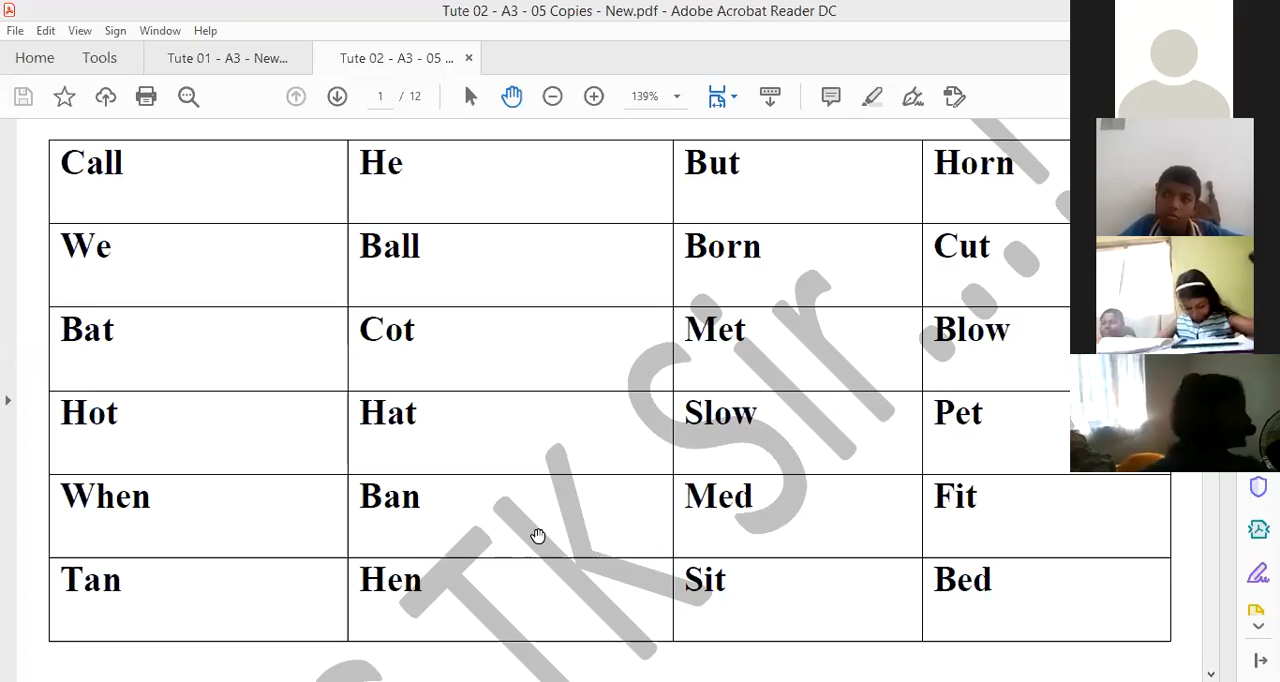 Tute 02 - A3 - 05 Copies - New.pdf - Adobe Acrobat Reader DC
File Edit View Sign Window Help
Home Tools Tute 01 - A3 - New... Tute 02 - A3 - 05 ... ×
1 / 12 139%
Call He But Horn
We Ball Born Cut
Bat Cot Met Blow
Hot Hat Slow Pet
When Ban Med Fit
Tan Hen Sit Bed
TK Sir ...!